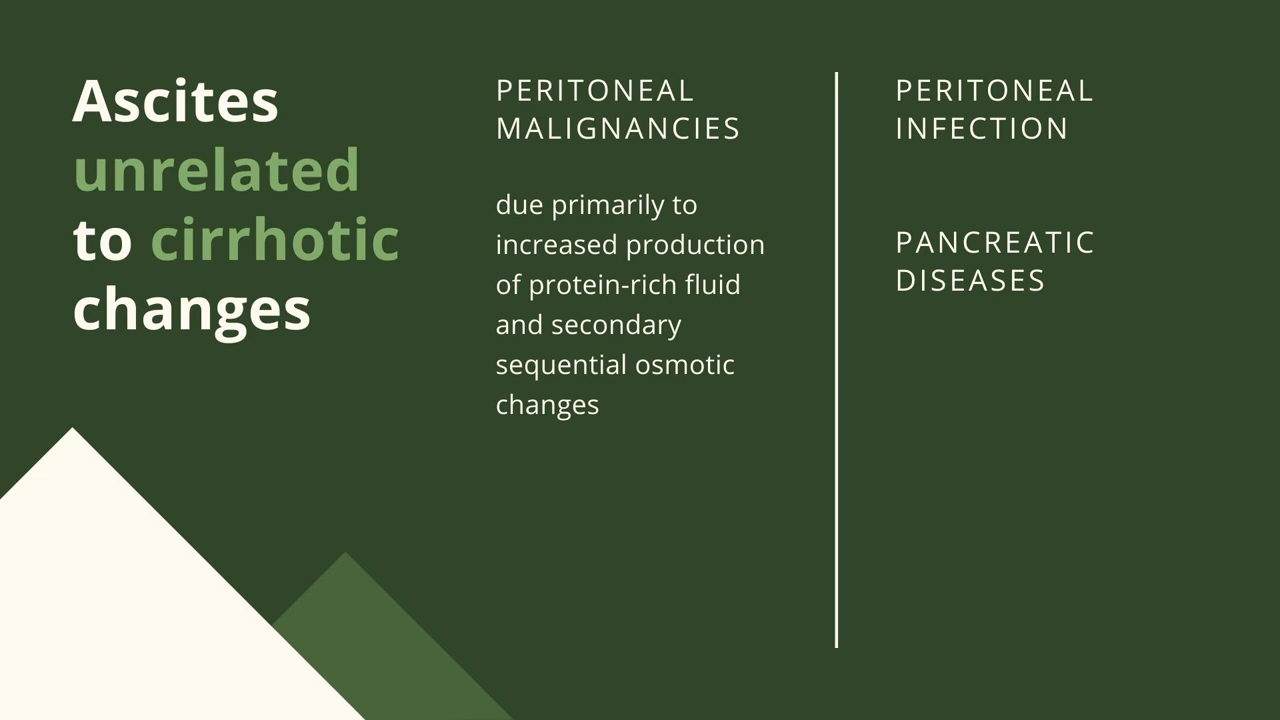 Ascites
unrelated
to cirrhotic
changes
PERITONEAL
MALIGNANCIES
due primarily to
increased production
of protein-rich fluid
and secondary
sequential osmotic
changes
PERITONEAL
INFECTION
PANCREATIC
DISEASES